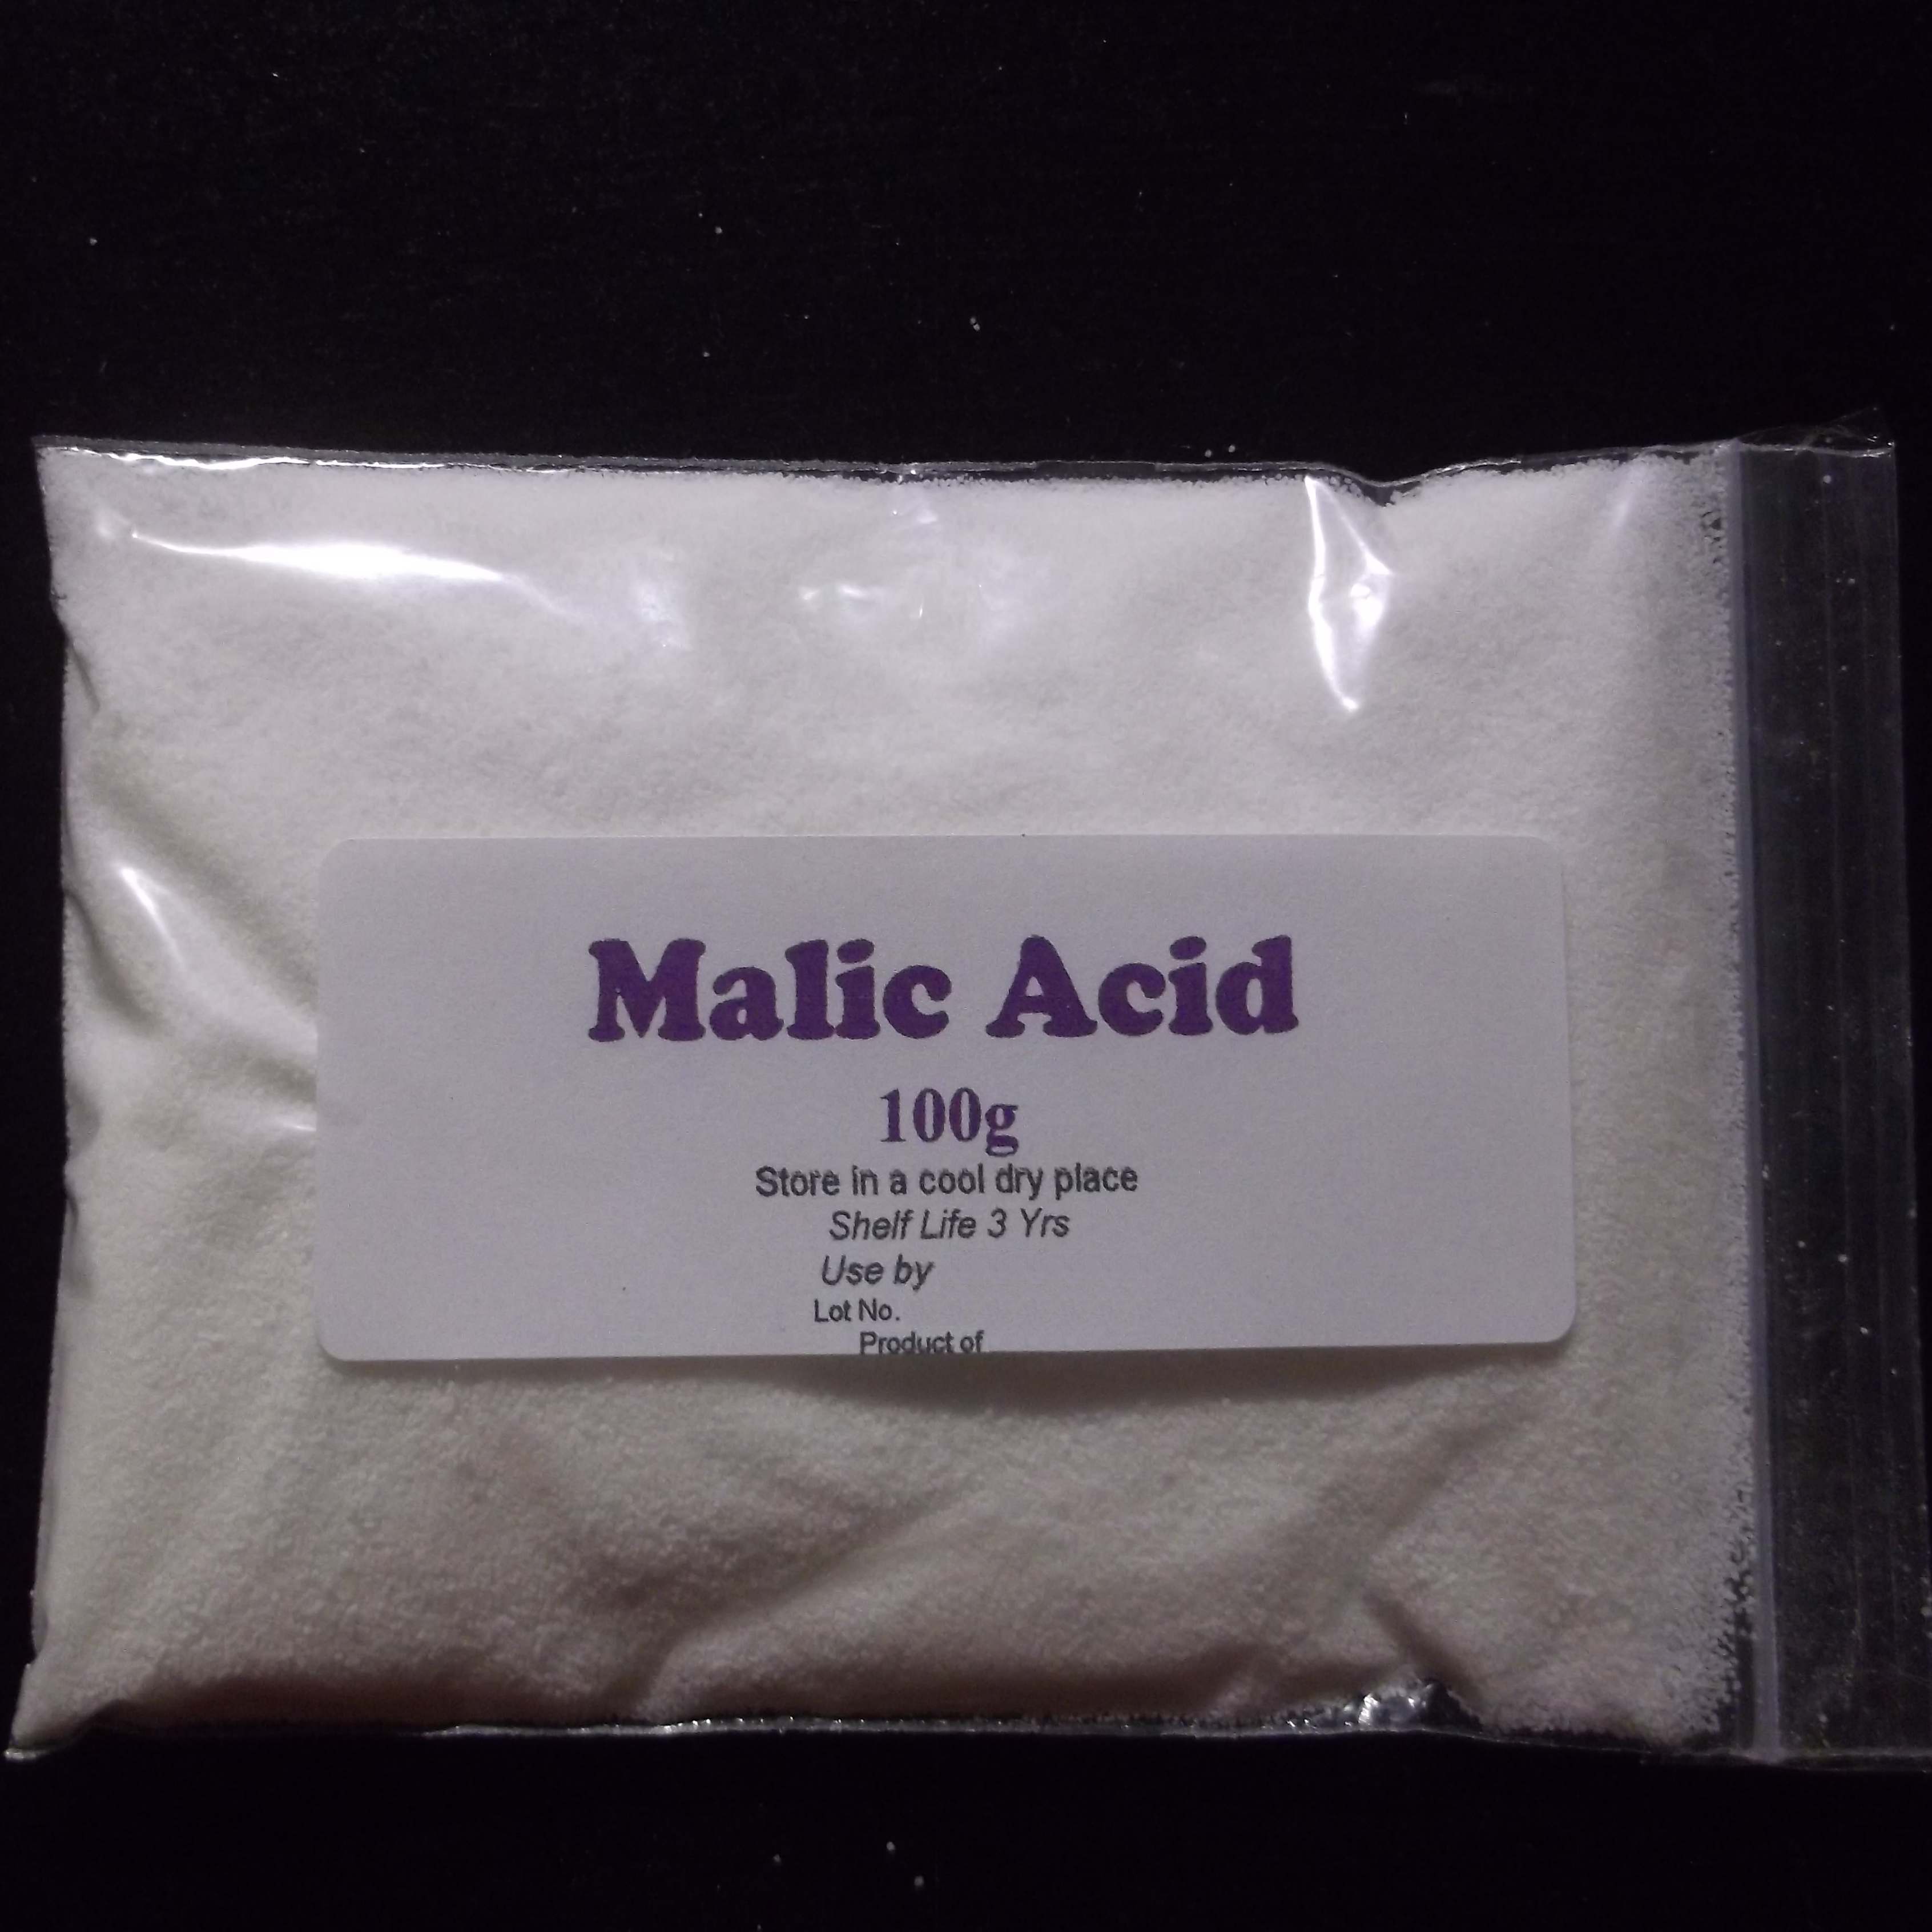 Malic Acid
100g
Store in a cool dry place
Shelf Life 3 Yrs
Use by
Lot No.
Product of